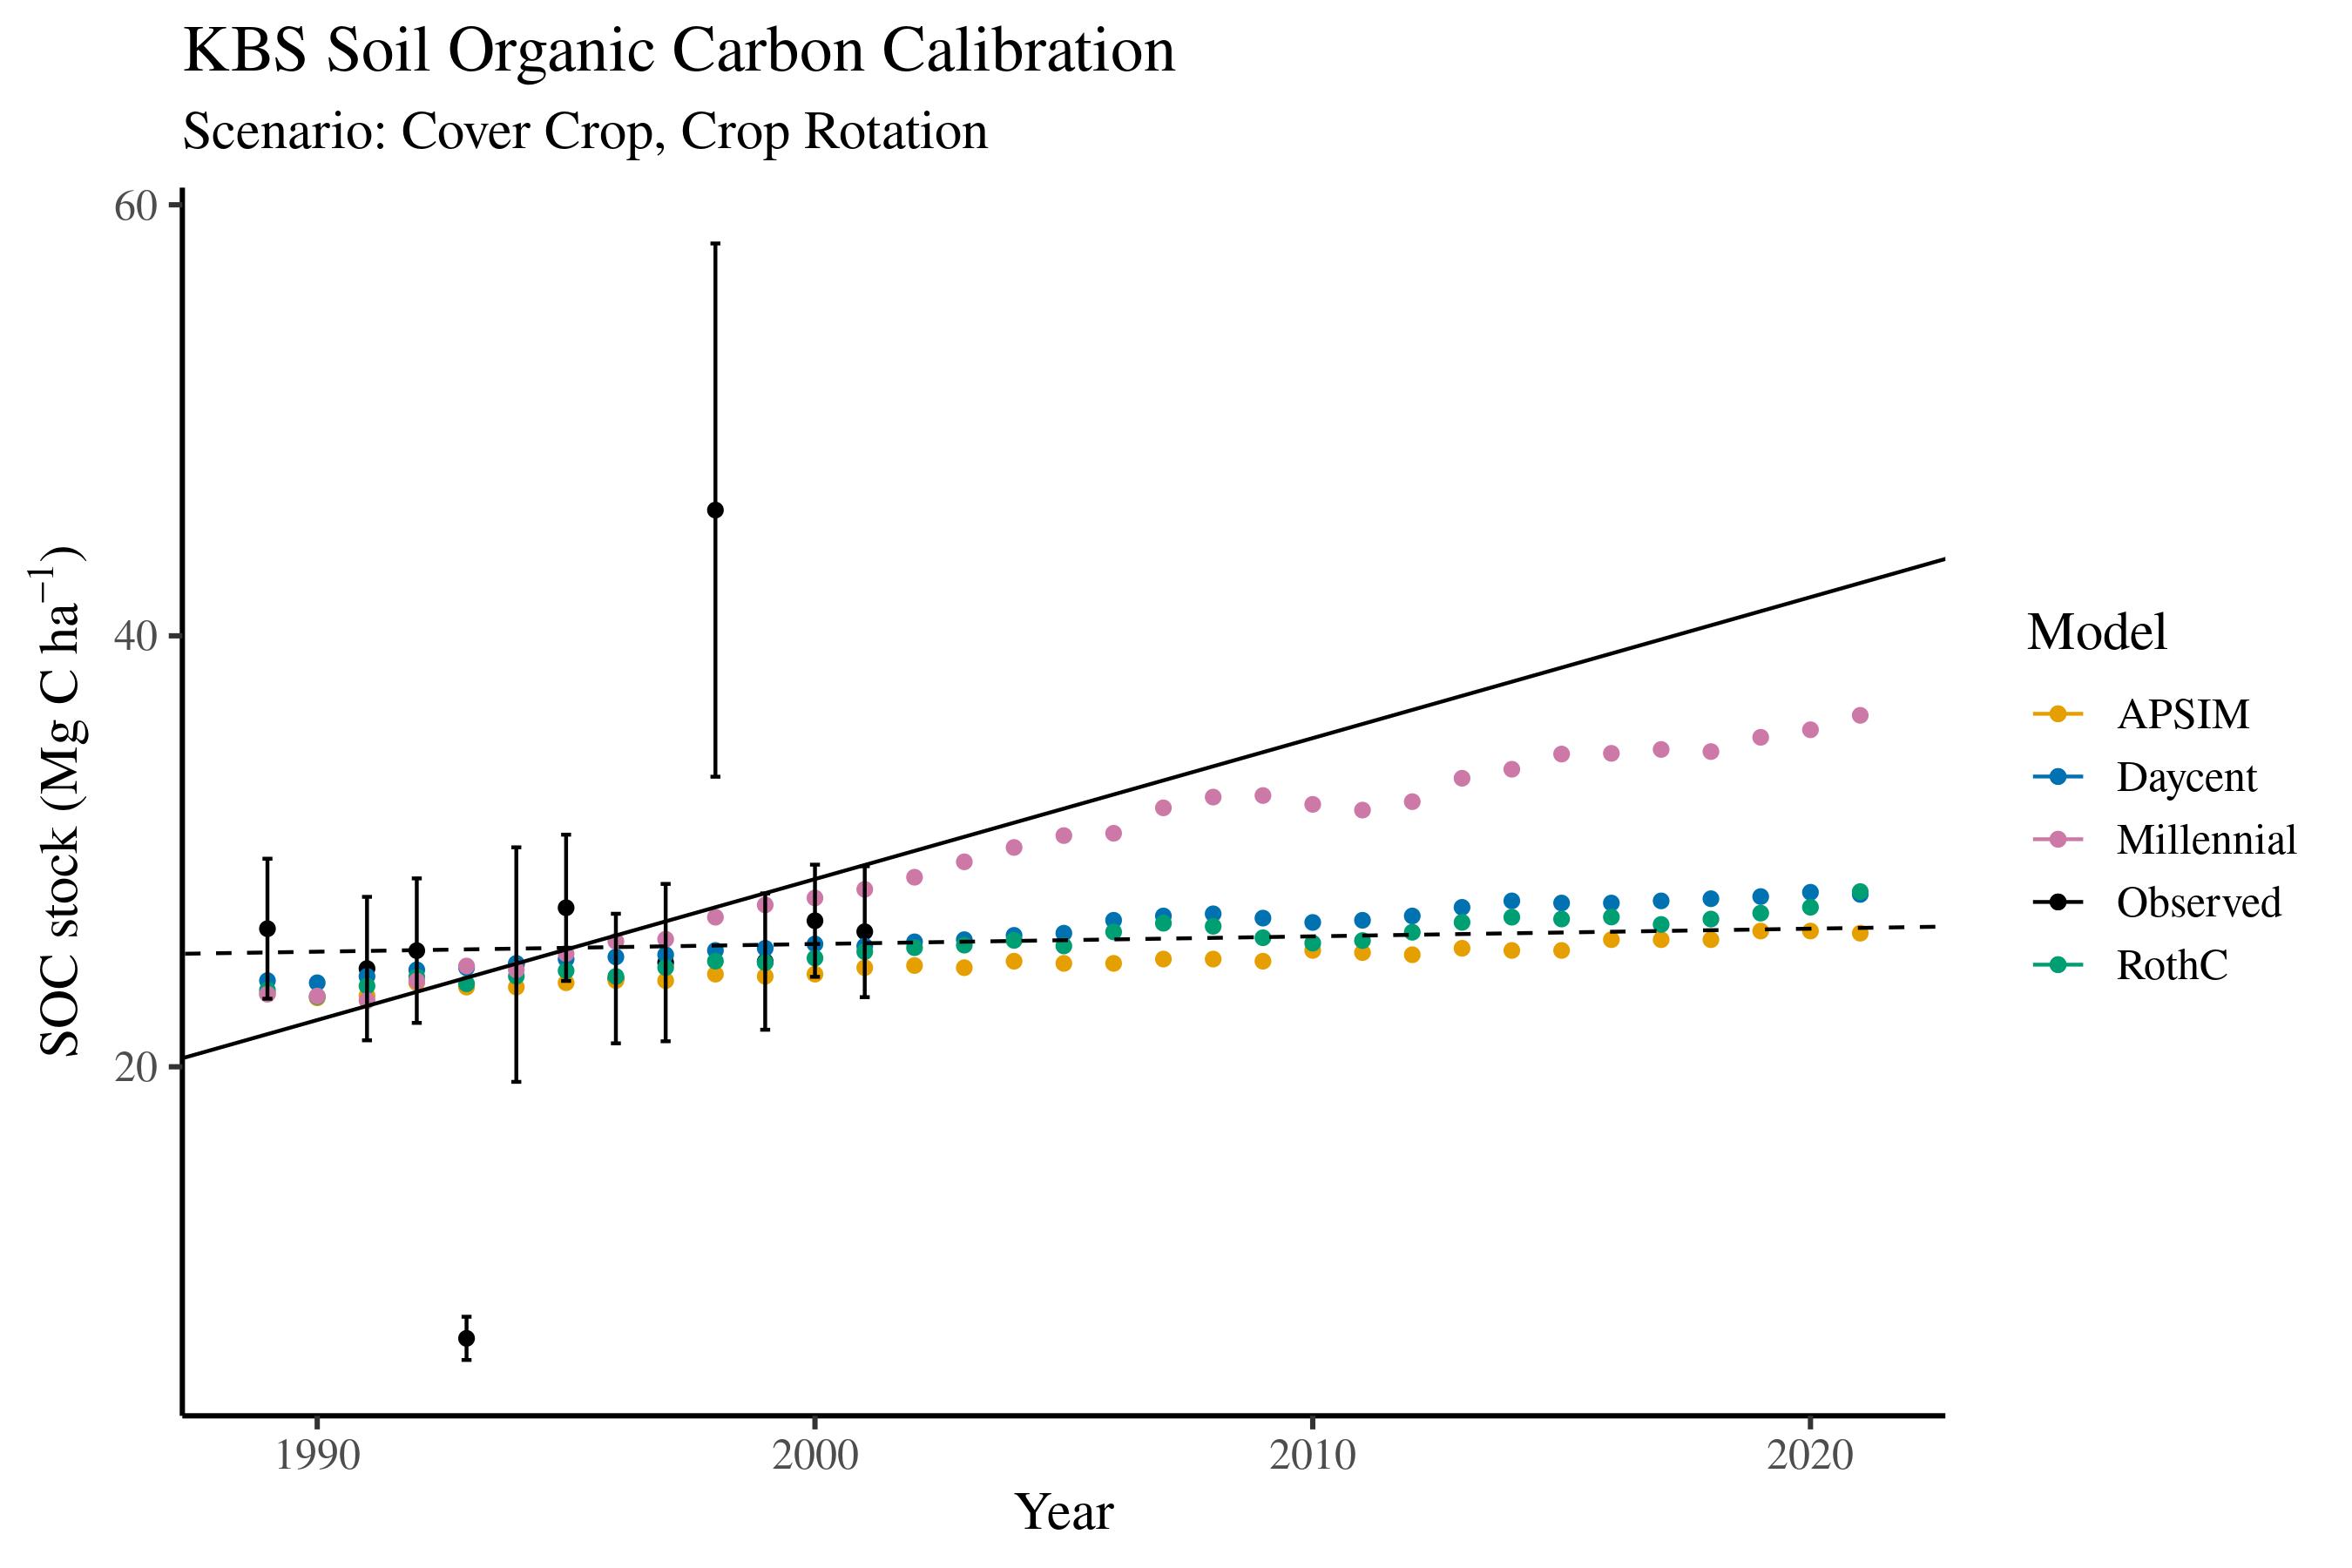 KBS Soil Organic Carbon Calibration
Scenario: Cover Crop, Crop Rotation
60
40
20
SOC stock (Mg C ha⁻¹)
1990 2000 2010 2020
Year
Model
APSIM
Daycent
Millennial
Observed
RothC